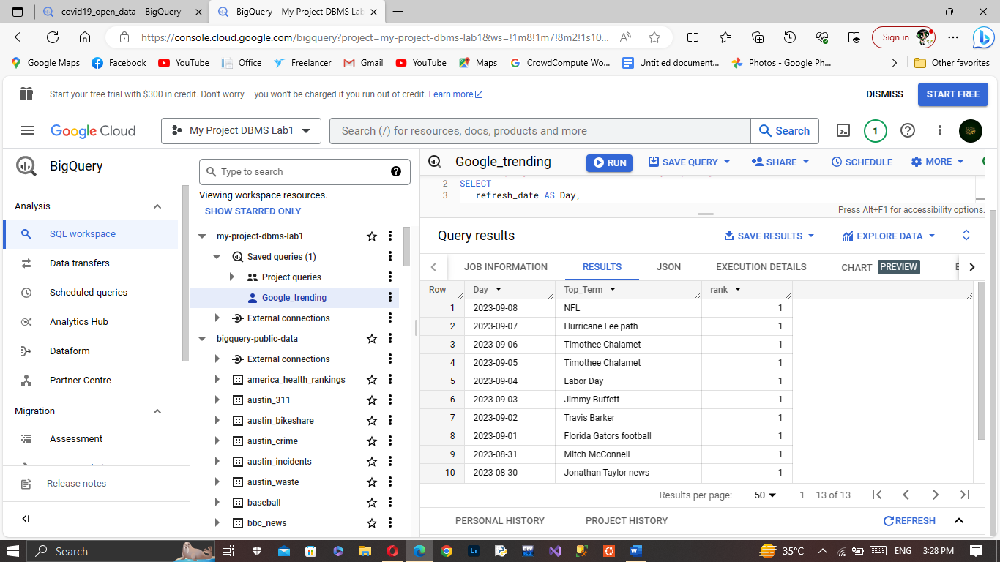 covid19_open_data – BigQuery –
BigQuery – My Project DBMS Lab
https://console.cloud.google.com/bigquery?project=my-project-dbms-lab1&ws=!1m8!1m7!8m2!1s10...
Sign in
Google Maps Facebook YouTube Office Freelancer Gmail YouTube Maps CrowdCompute Wo... Untitled document... Photos - Google Ph... Other favorites
Start your free trial with $300 in credit. Don't worry – you won't be charged if you run out of credit. Learn more
DISMISS START FREE
Google Cloud My Project DBMS Lab1 Search (/) for resources, docs, products and more Search 1
BigQuery
Analysis
SQL workspace
Data transfers
Scheduled queries
Analytics Hub
Dataform
Partner Centre
Migration
Assessment
Release notes
Type to search
Viewing workspace resources.
SHOW STARRED ONLY
my-project-dbms-lab1
Saved queries (1)
Project queries
Google_trending
External connections
bigquery-public-data
External connections
america_health_rankings
austin_311
austin_bikeshare
austin_crime
austin_incidents
austin_waste
baseball
bbc_news
Google_trending RUN SAVE QUERY SHARE SCHEDULE MORE
2 SELECT
3 refresh_date AS Day,
Press Alt+F1 for accessibility options.
Query results SAVE RESULTS EXPLORE DATA
JOB INFORMATION RESULTS JSON EXECUTION DETAILS CHART PREVIEW E
Row Day Top_Term rank
1 2023-09-08 NFL 1
2 2023-09-07 Hurricane Lee path 1
3 2023-09-06 Timothee Chalamet 1
4 2023-09-05 Timothee Chalamet 1
5 2023-09-04 Labor Day 1
6 2023-09-03 Jimmy Buffett 1
7 2023-09-02 Travis Barker 1
8 2023-09-01 Florida Gators football 1
9 2023-08-31 Mitch McConnell 1
10 2023-08-30 Jonathan Taylor news 1
Results per page: 50 1 – 13 of 13
PERSONAL HISTORY PROJECT HISTORY REFRESH
Search
35°C ENG 3:28 PM